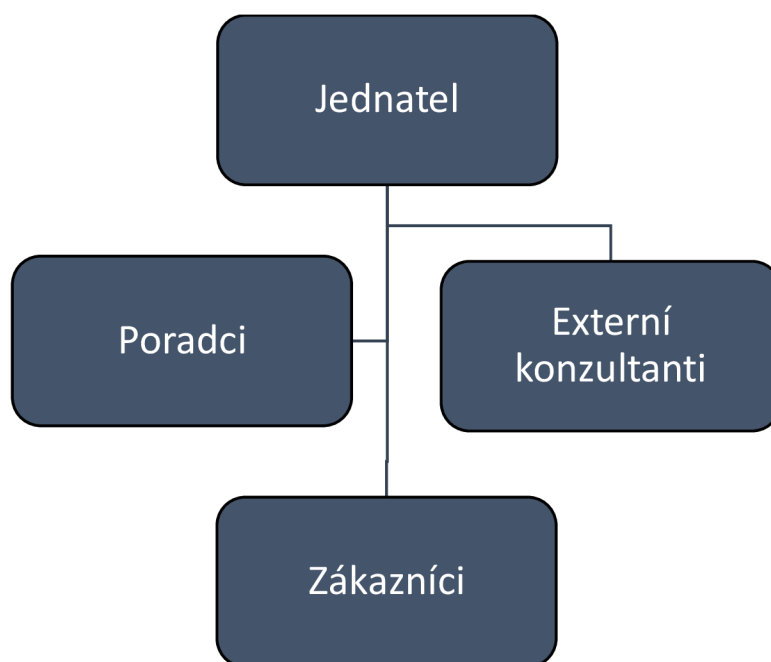 Jednatel
Poradci
Externí
konzultanti
Zákazníci